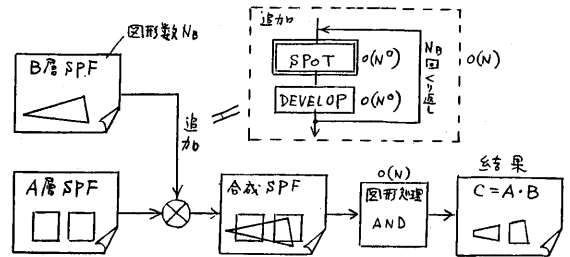 図形数NB
B層SPF
追加
追加
SPOT
O(N⁰)
DEVELOP
O(N⁰)
NB回くり返し
O(N)
A層SPF
合成SPF
O(N)
図形処理
AND
結果
C=A・B